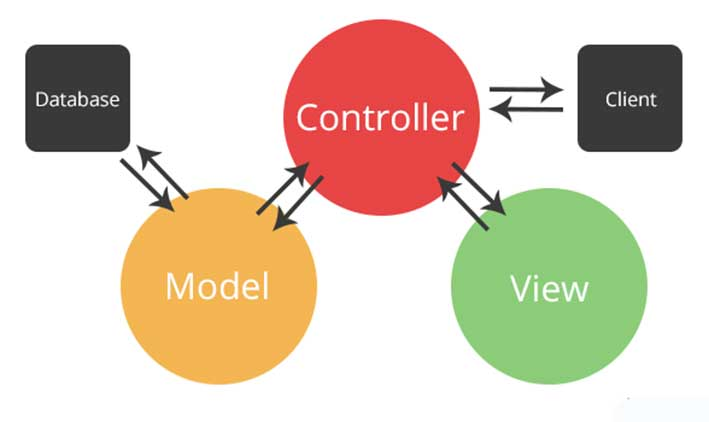 Database
Controller
Client
Model
View